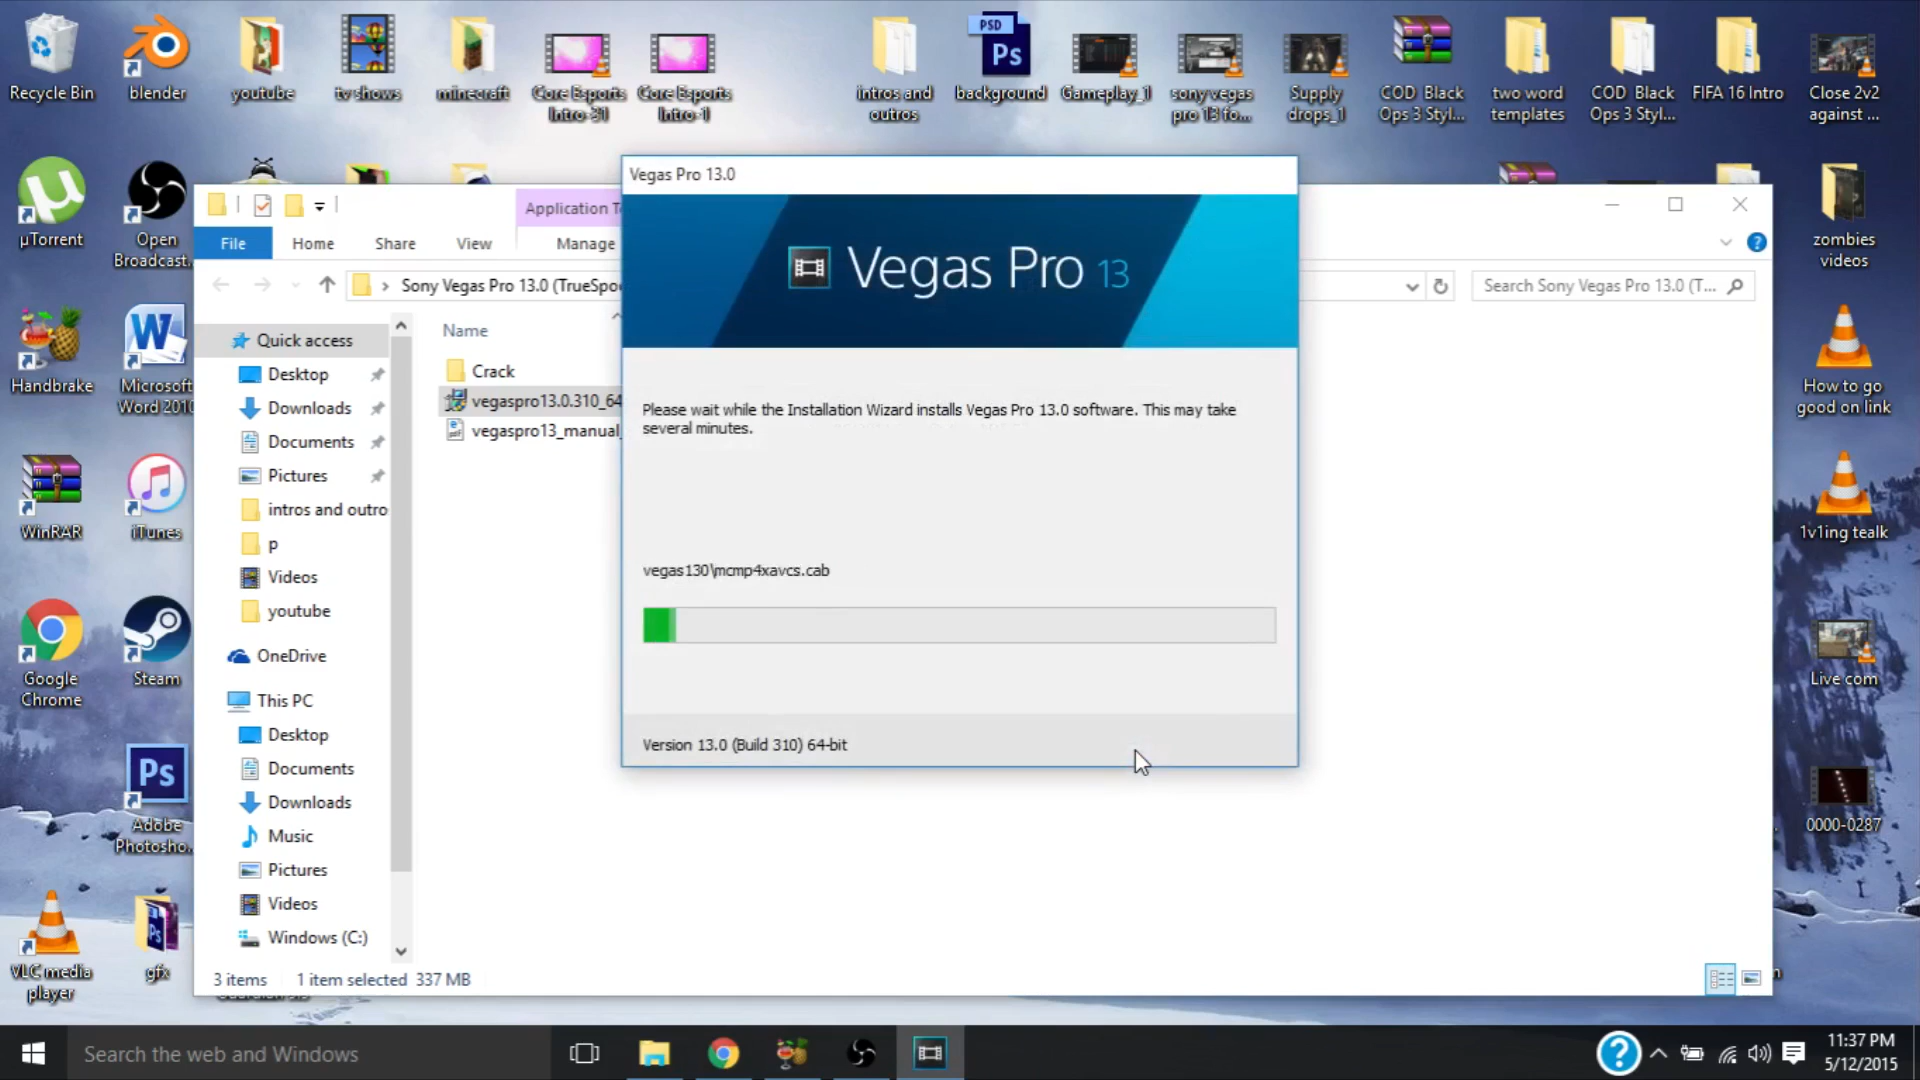 Recycle Bin
blender
youtube
tv shows
minecraft
Core Esports
Intro 31
Core Esports
Intro 1
intros and
outros
PSD
Ps
background
Gameplay_1
sony vegas
pro 13 fo...
Supply
drops_1
COD Black
Ops 3 Styl...
two word
templates
COD Black
Ops 3 Styl...
FIFA 16 Intro
Close 2v2
against ...
µTorrent
Open
Broadcast...
zombies
videos
Handbrake
Microsoft
Word 2010
How to go
good on link
WinRAR
iTunes
1v1ing tealk
Google
Chrome
Steam
Live com
Ps
Adobe
Photosho...
0000-0287
VLC media
player
gfx
Application To
File
Home
Share
View
Manage
Sony Vegas Pro 13.0 (TrueSpo
Search Sony Vegas Pro 13.0 (T...
Quick access
Desktop
Downloads
Documents
Pictures
intros and outro
p
Videos
youtube
OneDrive
This PC
Desktop
Documents
Downloads
Music
Pictures
Videos
Windows (C:)
Name
Crack
vegaspro13.0.310_64
vegaspro13_manual_
3 items
1 item selected 337 MB
Vegas Pro 13.0
Vegas Pro 13
Please wait while the Installation Wizard installs Vegas Pro 13.0 software. This may take
several minutes.
vegas130\mcmp4xavcs.cab
Version 13.0 (Build 310) 64-bit
Search the web and Windows
11:37 PM
5/12/2015